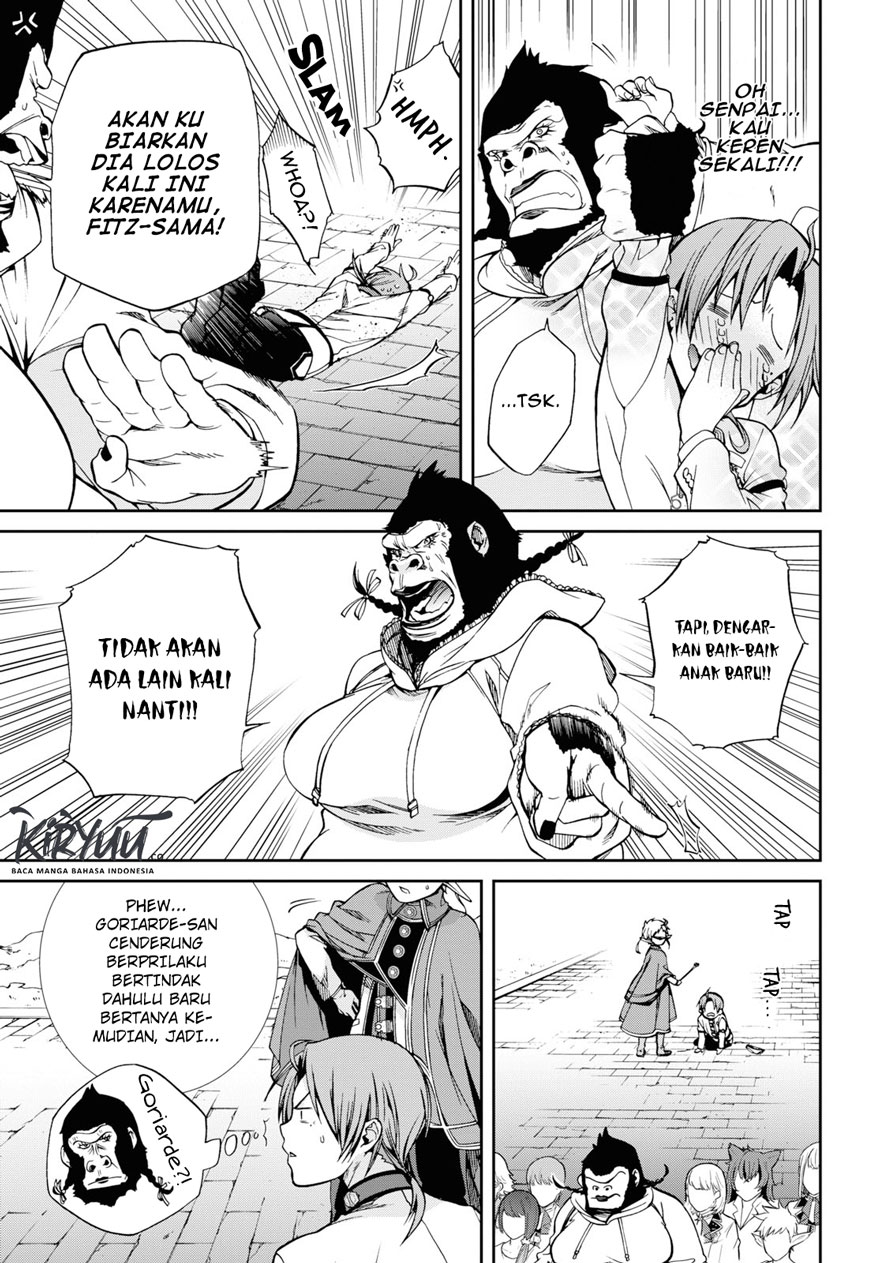 OH
SENPAI...
KAU
KEREN
SEKALI!!!
...TSK.
HMPH.
SLAM
WHOA?!
AKAN KU
BIARKAN
DIA LOLOS
KALI INI
KARENAMU,
FITZ-SAMA!
TAPI, DENGAR-
KAN BAIK-BAIK
ANAK BARU!!
TIDAK AKAN
ADA LAIN KALI
NANTI!!!
KIRYUU
.CO
BACA MANGA BAHASA INDONESIA
TAP
TAP...
PHEW...
GORIARDE-SAN
CENDERUNG
BERPRILAKU
BERTINDAK
DAHULU BARU
BERTANYA KE-
MUDIAN, JADI...
Goriarde?!